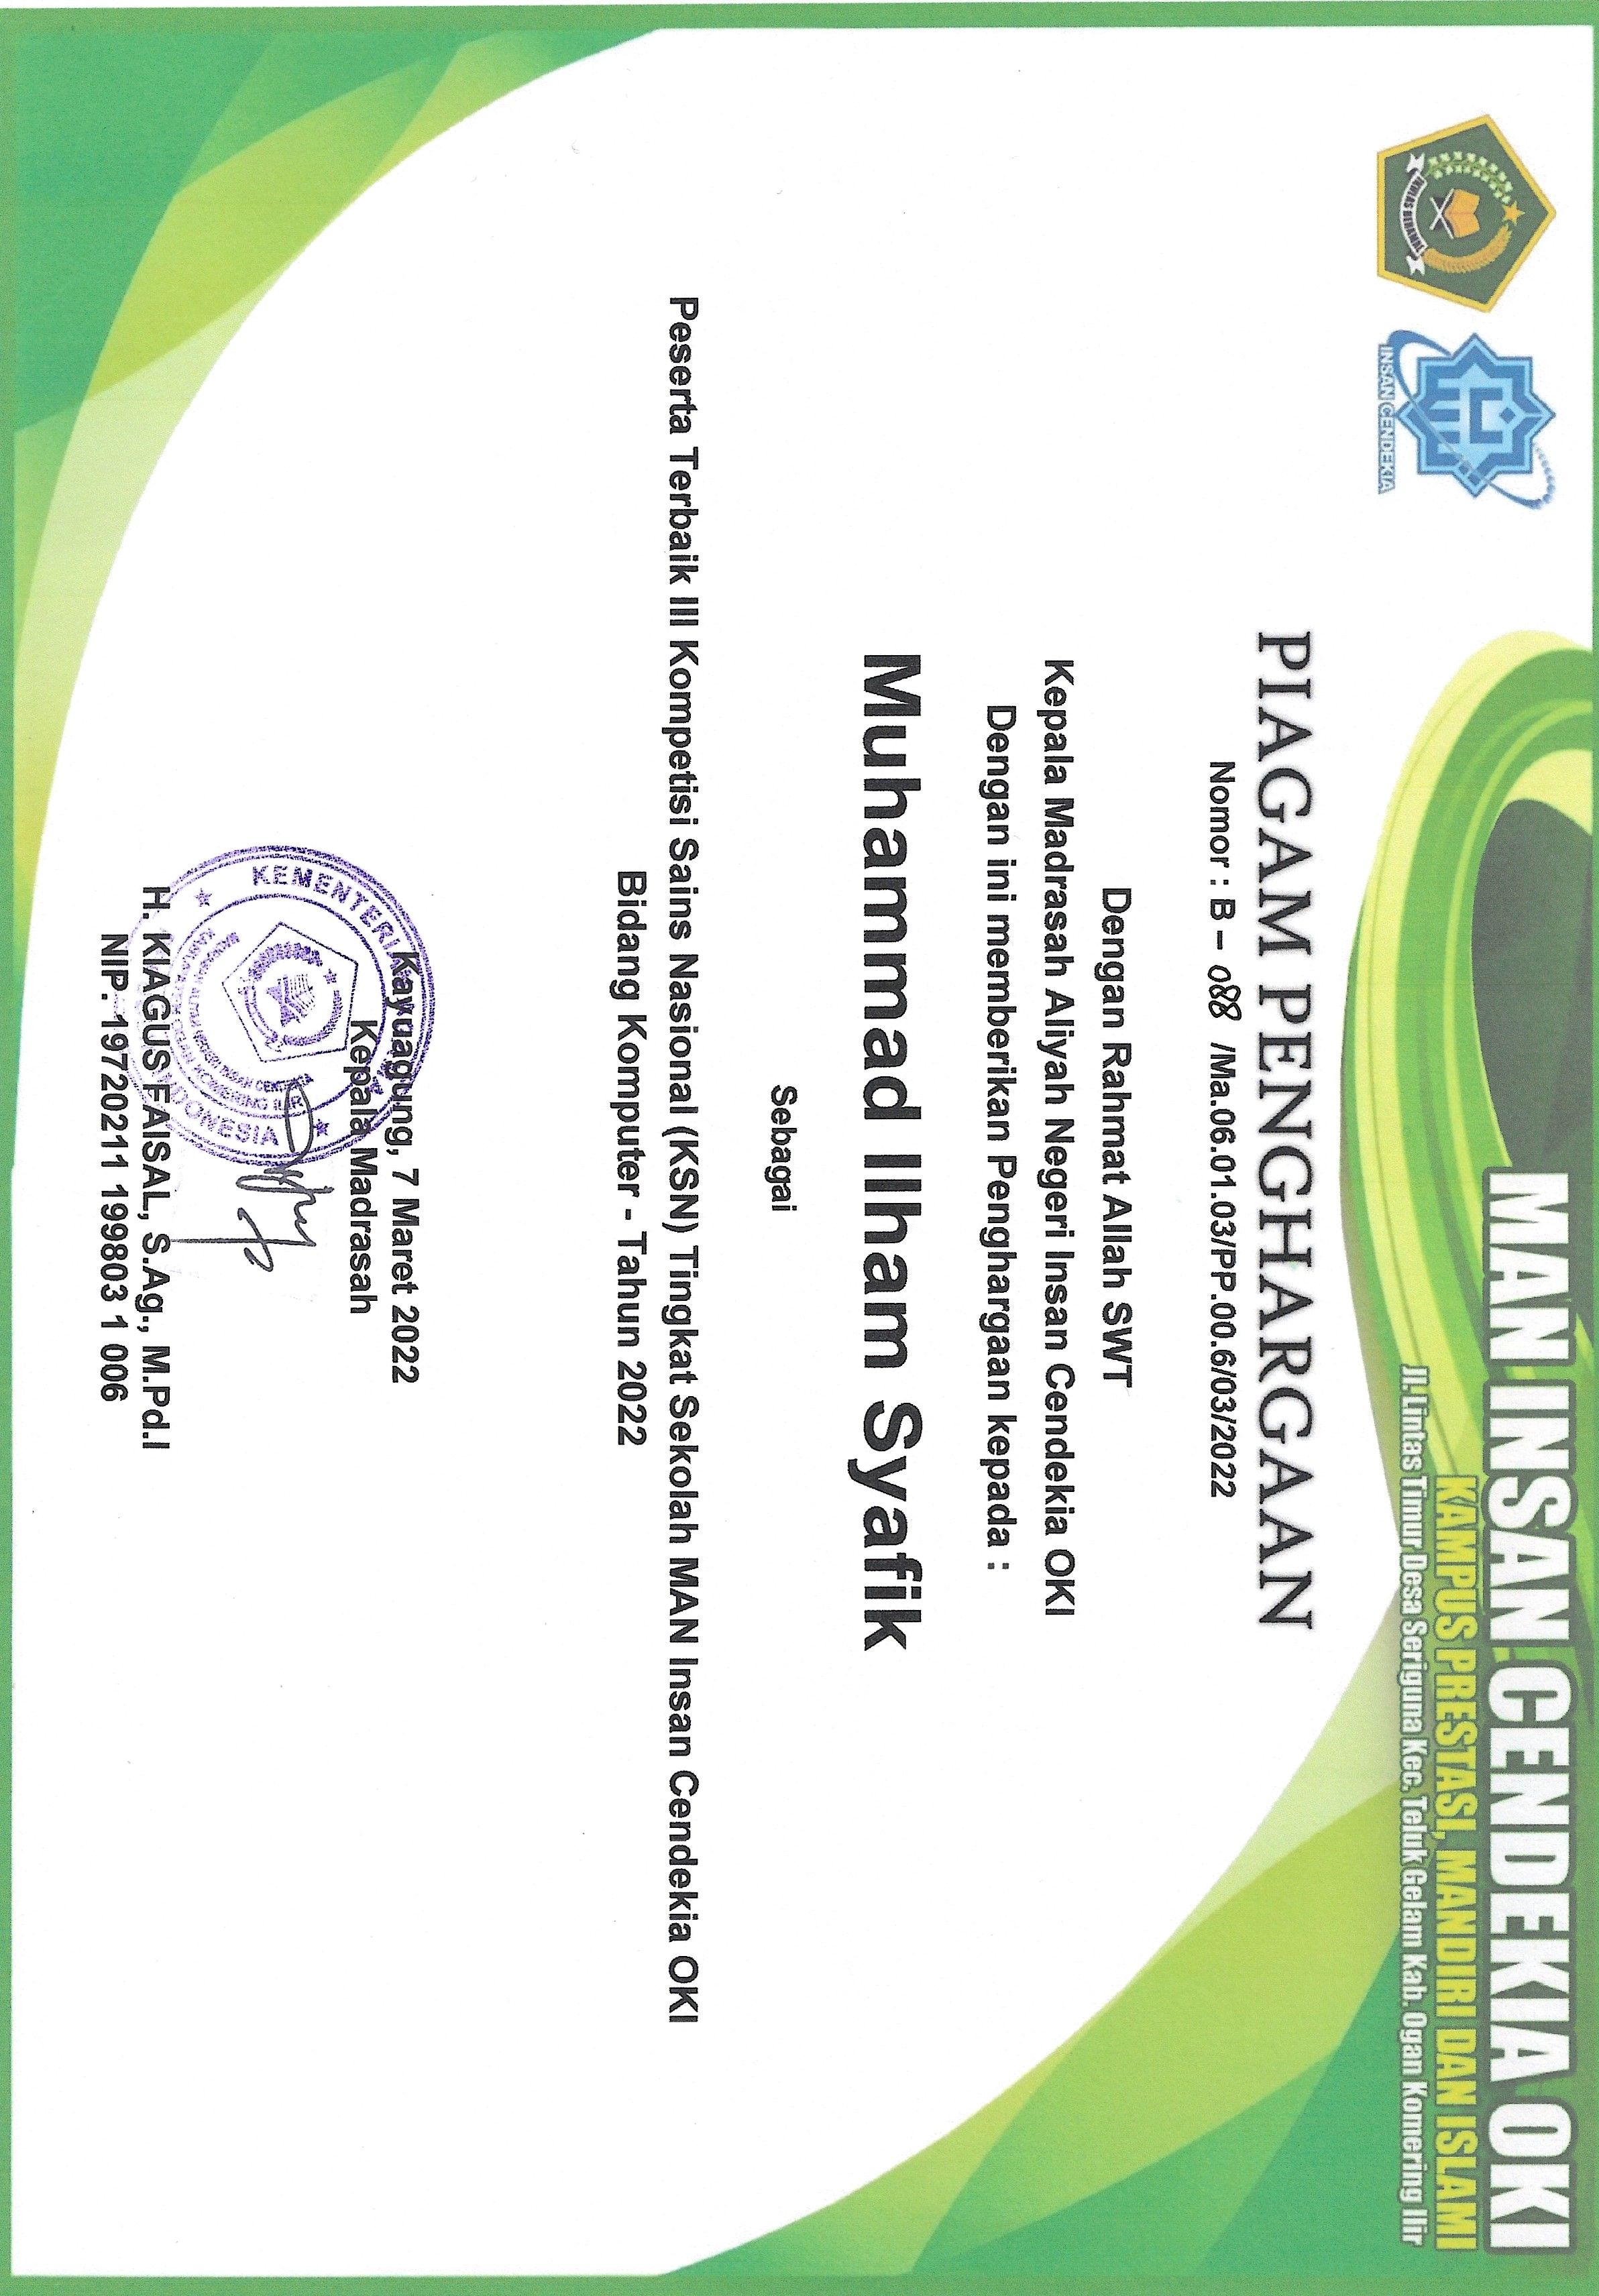 IKHLAS BERAMAL
INSAN CENDEKIA
MAN INSAN CENDEKIA OKI
KAMPUS PRESTASI, MANDIRI DAN ISLAMI
Jl. Lintas Timur Desa Seriguna Kec. Teluk Gelam Kab. Ogan Komering Ilir
PIAGAM PENGHARGAAN
Nomor : B – 088 /Ma.06.01.03/PP.00.6/03/2022
Dengan Rahmat Allah SWT
Kepala Madrasah Aliyah Negeri Insan Cendekia OKI
Dengan ini memberikan Penghargaan kepada :
Muhammad Ilham Syafik
Sebagai
Peserta Terbaik III Kompetisi Sains Nasional (KSN) Tingkat Sekolah MAN Insan Cendekia OKI
Bidang Komputer - Tahun 2022
Kayuagung, 7 Maret 2022
Kepala Madrasah
KEMENTERIAN AGAMA
MADRASAH ALIYAH NEGERI INSAN CENDEKIA
KABUPATEN OGAN KOMERING ILIR
INDONESIA
H. KIAGUS FAISAL, S.Ag., M.Pd.I
NIP. 19720211 199803 1 006